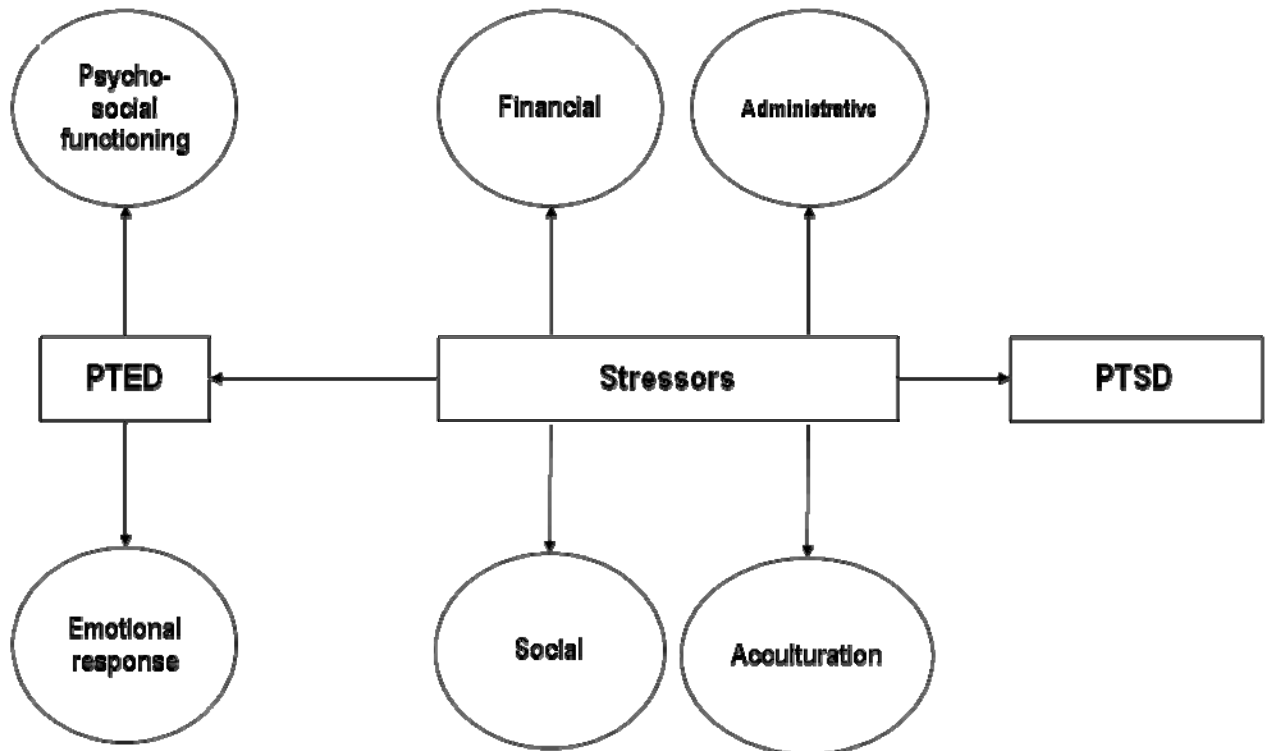 Psycho-
social
functioning
Financial
Administrative
PTED
Stressors
PTSD
Emotional
response
Social
Acculturation